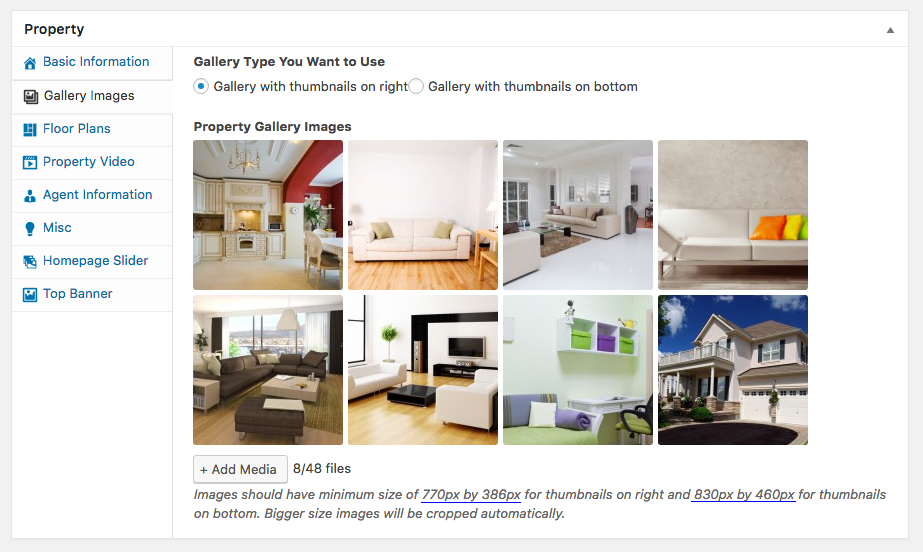 Property
Basic Information
Gallery Images
Floor Plans
Property Video
Agent Information
Misc
Homepage Slider
Top Banner
Gallery Type You Want to Use
Gallery with thumbnails on right Gallery with thumbnails on bottom
Property Gallery Images
+ Add Media 8/48 files
Images should have minimum size of 770px by 386px for thumbnails on right and 830px by 460px for thumbnails
on bottom. Bigger size images will be cropped automatically.